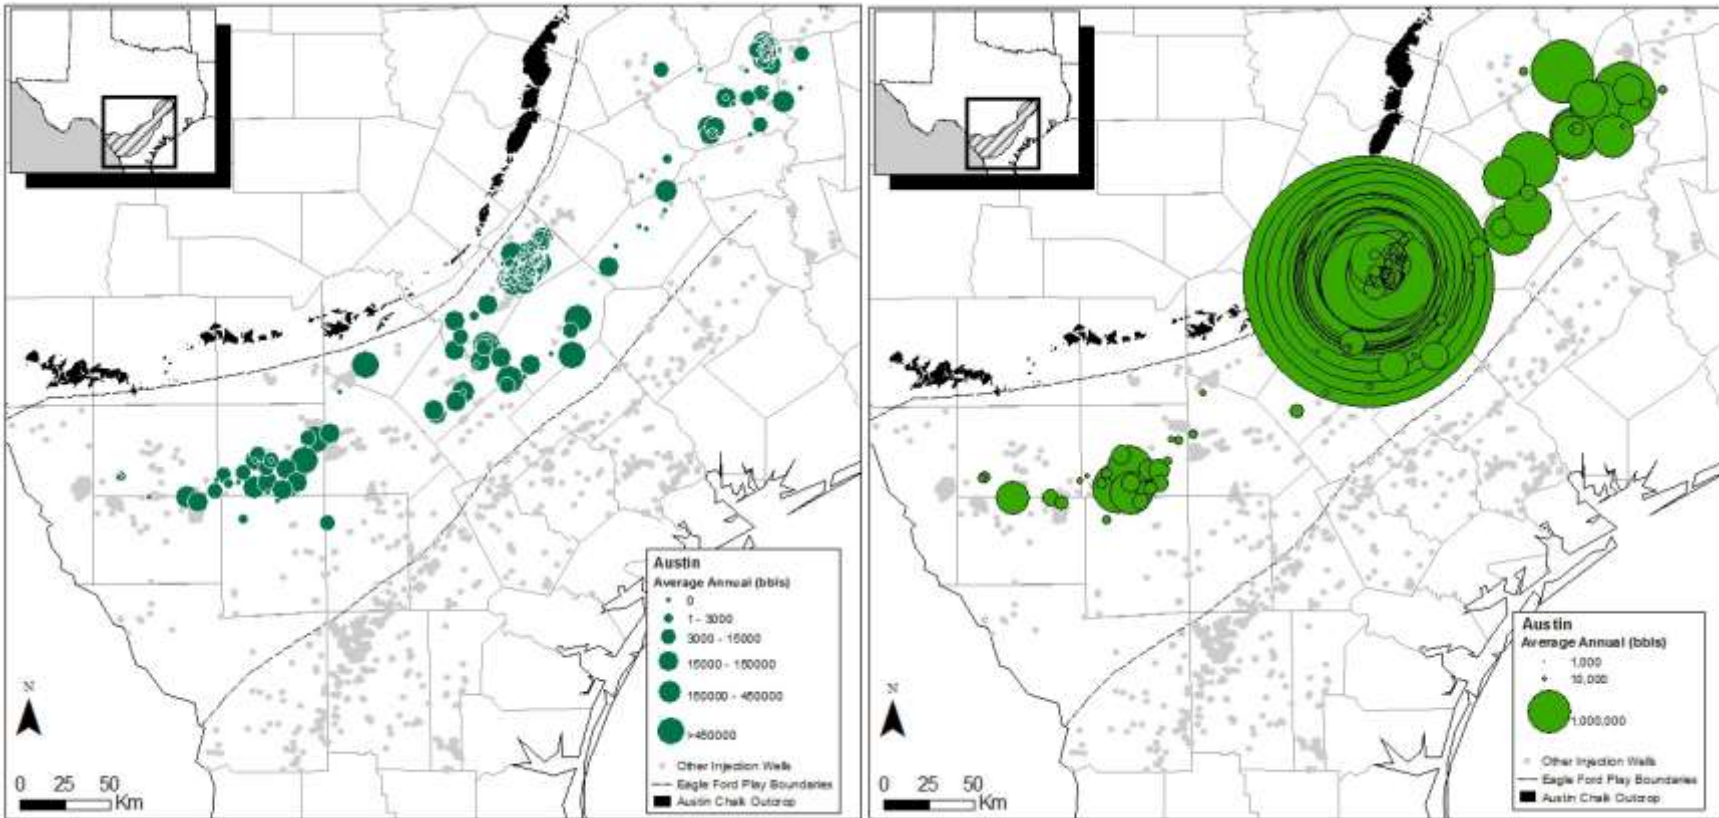 Austin
Average Annual (bbls)
0
1 - 3000
3000 - 15000
15000 - 150000
150000 - 450000
>450000
Other Injection Wells
Eagle Ford Play Boundaries
Austin Chalk Outcrop
N
0 25 50
Km
Austin
Average Annual (bbls)
1,000
10,000
1,000,000
Other Injection Wells
Eagle Ford Play Boundaries
Austin Chalk Outcrop
N
0 25 50
Km